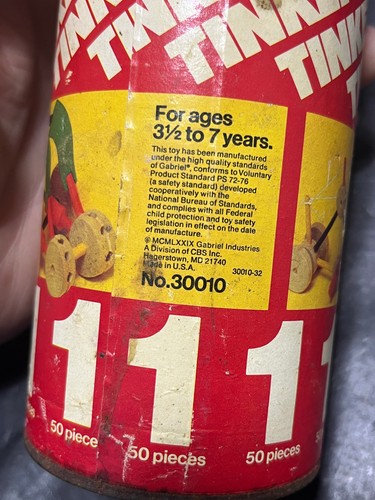 TINK
TINK
TINK
TINK
For ages
3½ to 7 years.
This toy has been manufactured
under the high quality standards
of Gabriel®, conforms to Voluntary
Product Standard PS 72-76
(a safety standard) developed
cooperatively with the
National Bureau of Standards,
and complies with all Federal
child protection and toy safety
legislation in effect on the date
of manufacture.
© MCMLXXIX Gabriel Industries
A Division of CBS Inc.
Hagerstown, MD 21740
Made in U.S.A. 30010-32
No.30010
1 1 1
50 piece 50 pieces 50 pieces